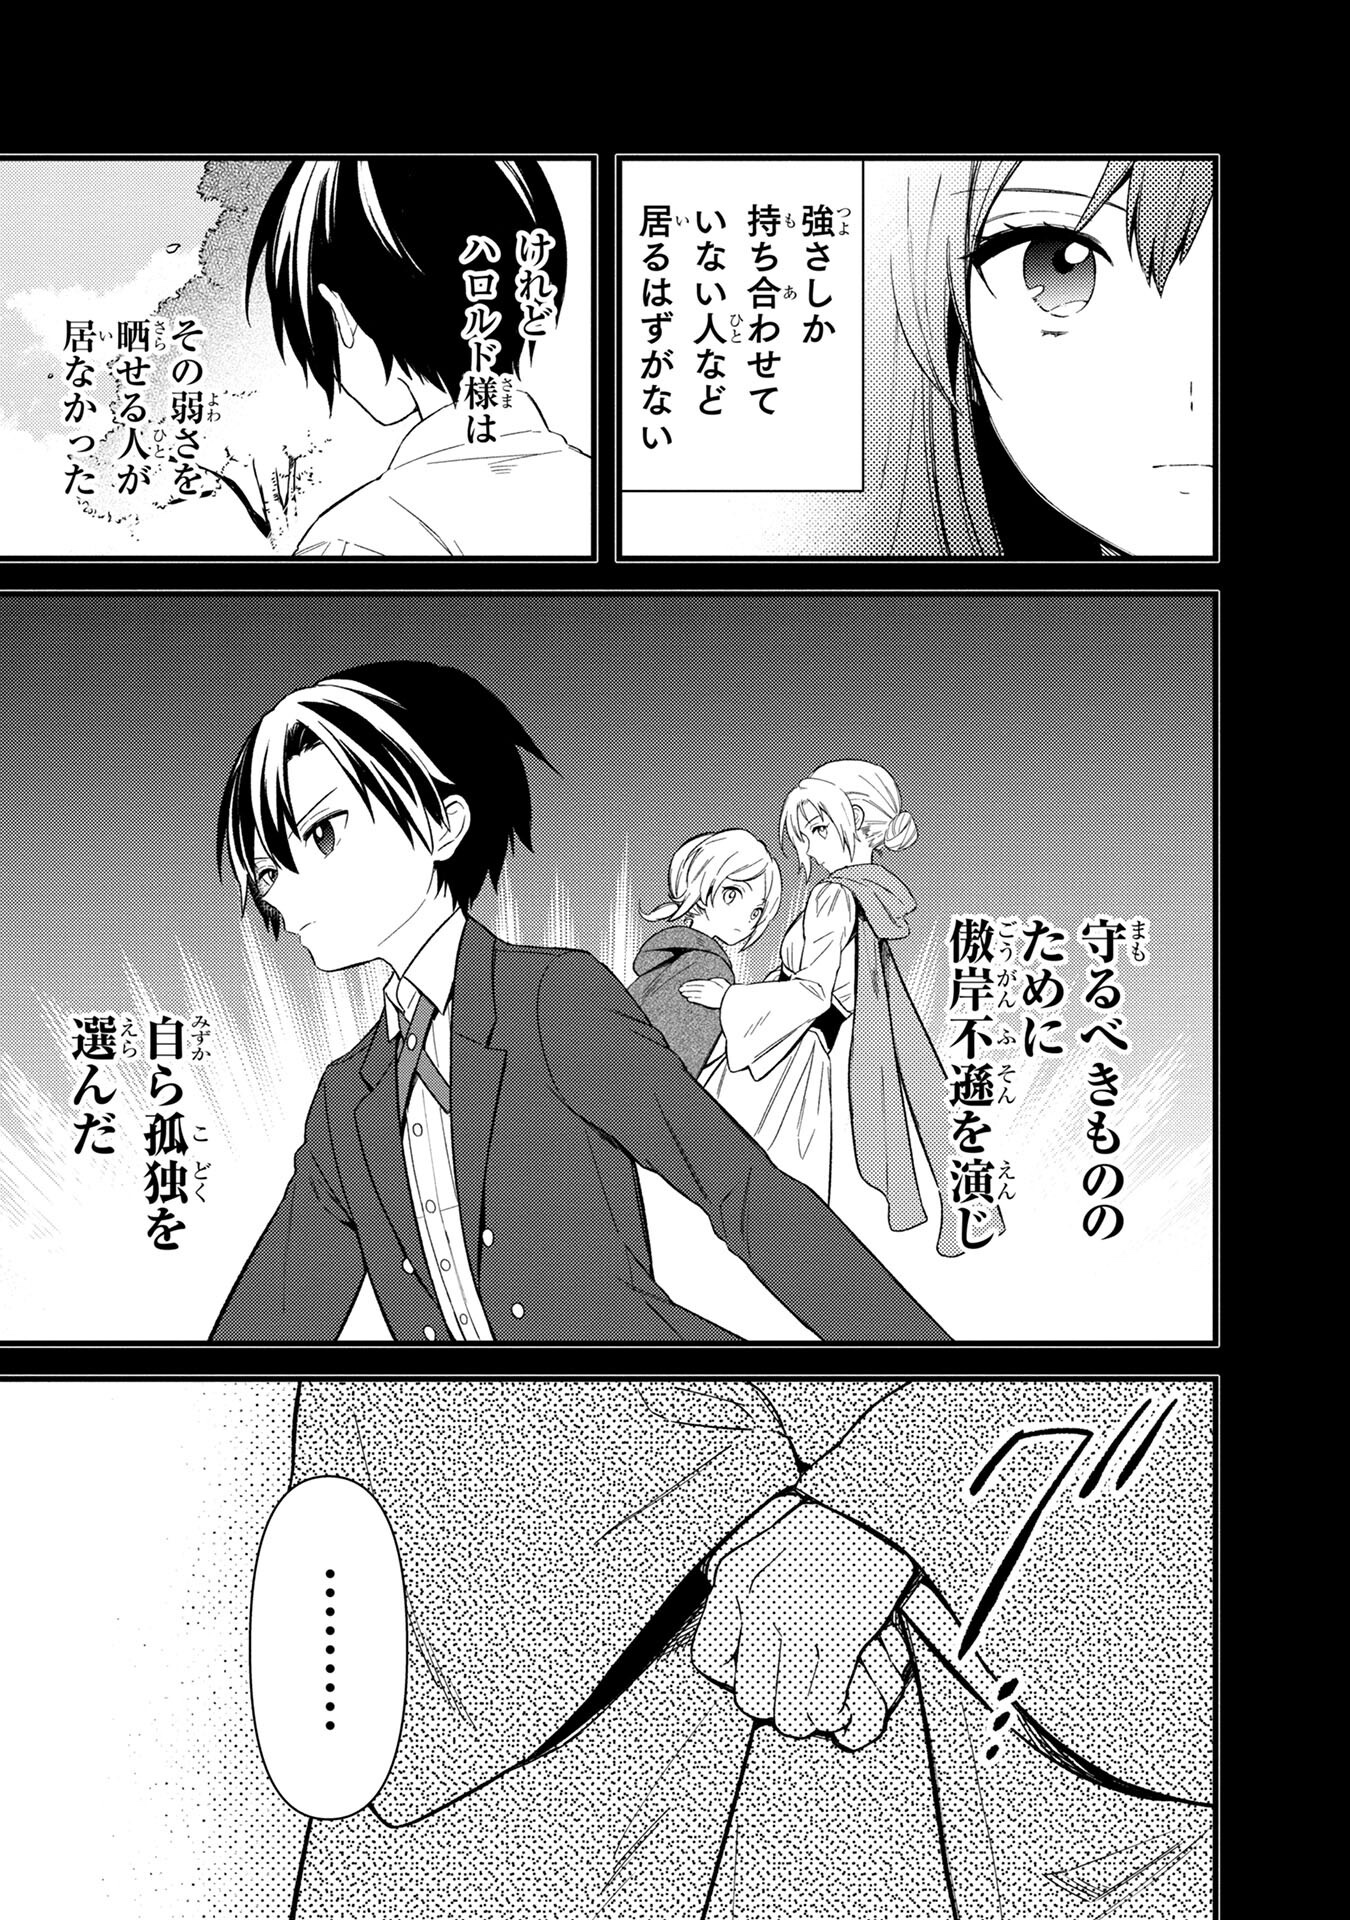 強さしか
持ち合わせて
いない人など
居るはずがない
けれど
ハロルド様は
その弱さを
晒せる人が
居なかった
守るべきものの
ために
傲岸不遜を演じ
自ら孤独を
選んだ
グッ…
………